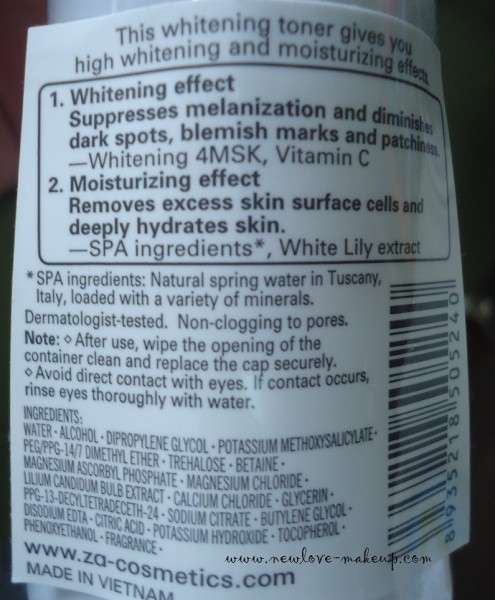 This whitening toner gives you
high whitening and moisturizing effects.
1. Whitening effect
Suppresses melanization and diminishes
dark spots, blemish marks and patchiness.
—Whitening 4MSK, Vitamin C
2. Moisturizing effect
Removes excess skin surface cells and
deeply hydrates skin.
—SPA ingredients*, White Lily extract
* SPA ingredients: Natural spring water in Tuscany,
Italy, loaded with a variety of minerals.
Dermatologist-tested. Non-clogging to pores.
Note: ◇ After use, wipe the opening of the
container clean and replace the cap securely.
◇ Avoid direct contact with eyes. If contact occurs,
rinse eyes thoroughly with water.
INGREDIENTS:
WATER · ALCOHOL · DIPROPYLENE GLYCOL · POTASSIUM METHOXYSALICYLATE ·
PEG/PPG-14/7 DIMETHYL ETHER · TREHALOSE · BETAINE ·
MAGNESIUM ASCORBYL PHOSPHATE · MAGNESIUM CHLORIDE ·
LILIUM CANDIDUM BULB EXTRACT · CALCIUM CHLORIDE · GLYCERIN ·
PPG-13-DECYLTETRADECETH-24 · SODIUM CITRATE · BUTYLENE GLYCOL ·
DISODIUM EDTA · CITRIC ACID · POTASSIUM HYDROXIDE · TOCOPHEROL ·
PHENOXYETHANOL · FRAGRANCE ·
www.za-cosmetics.com
MADE IN VIETNAM
8 935218 505240
www.newlove-makeup.com